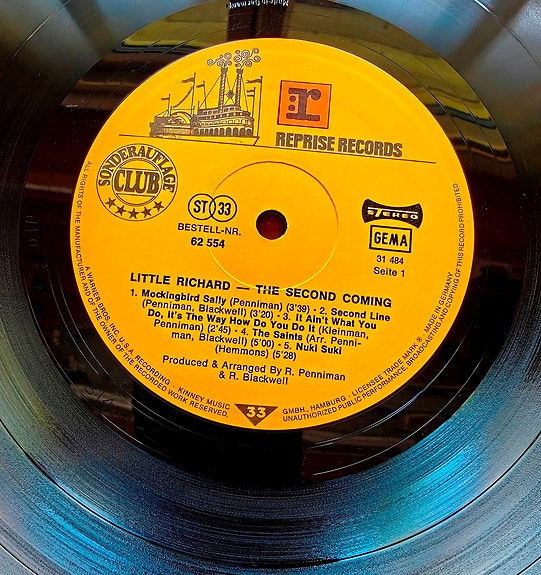 Made in Germany
r:
REPRISE RECORDS
SONDERAUFLAGE
CLUB
ST 33
BESTELL-NR.
62 554
STEREO
GEMA
31 484
Seite 1
LITTLE RICHARD — THE SECOND COMING
1. Mockingbird Sally (Penniman) (3'39) · 2. Second Line
(Penniman, Blackwell) (3'20) · 3. It Ain't What You
Do, It's The Way How Do You Do It (Kleinman,
Penniman) (2'45) · 4. The Saints (Arr. Penni-
man, Blackwell) (5'00) · 5. Nuki Suki
(Hemmons) (5'28)
Produced & Arranged by R. Penniman
& R. Blackwell
33
ALL RIGHTS OF THE MANUFACTURER AND OF THE OWNER OF THE RECORDED WORK RESERVED.
A WARNER BROS. INC. U.S.A. RECORDING . KINNEY MUSIC GMBH., HAMBURG . LICENSEE TRADE MARK ® MADE IN GERMANY
UNAUTHORIZED PUBLIC PERFORMANCE, BROADCASTING AND COPYING OF THIS RECORD PROHIBITED